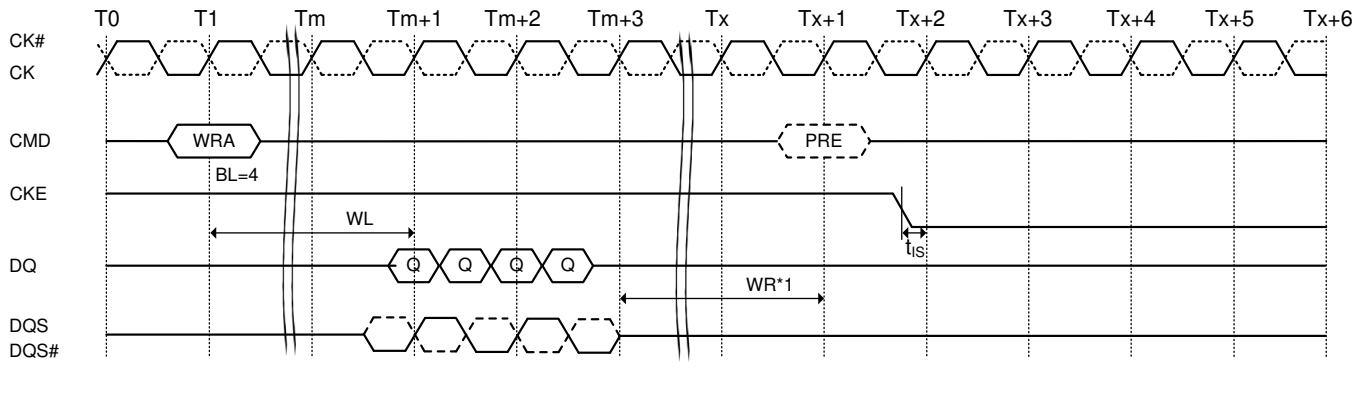 T0 T1 Tm Tm+1 Tm+2 Tm+3 Tx Tx+1 Tx+2 Tx+3 Tx+4 Tx+5 Tx+6
CK#
CK
CMD WRA PRE
BL=4
CKE
WL
tIS
DQ Q Q Q Q
WR*1
DQS
DQS#